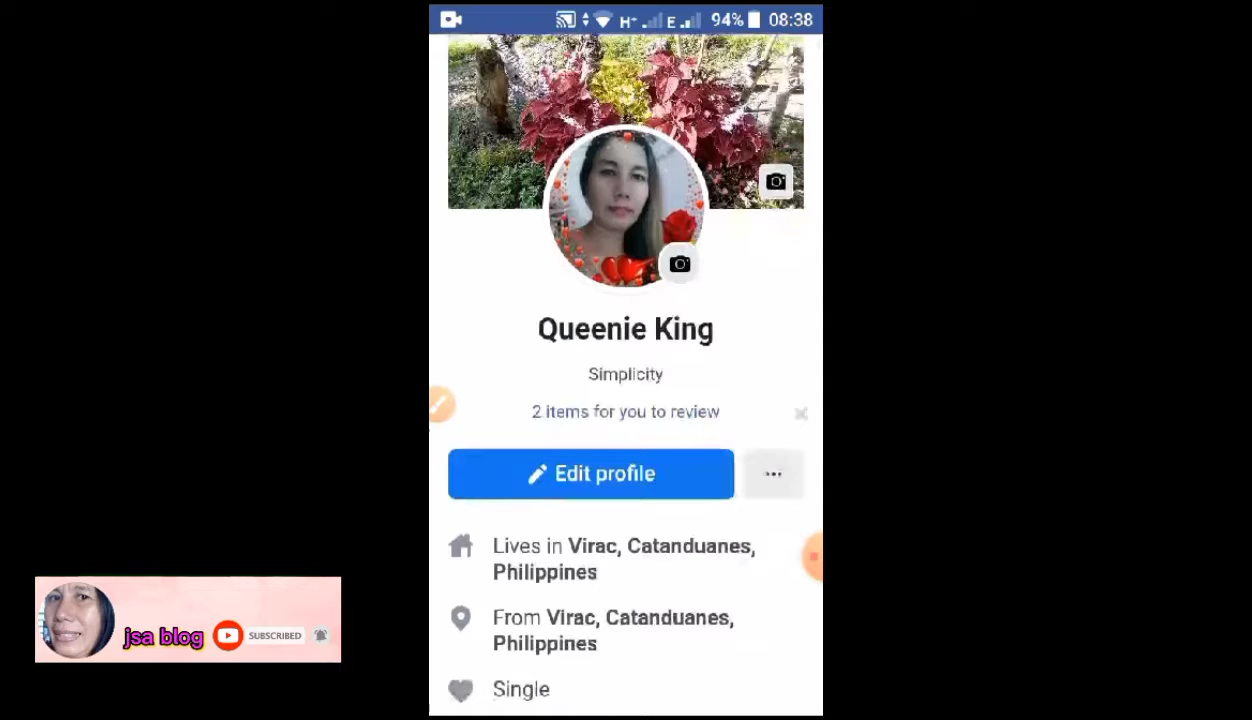 H+ E 94% 08:38
Queenie King
Simplicity
2 items for you to review
Edit profile
Lives in Virac, Catanduanes,
Philippines
From Virac, Catanduanes,
Philippines
Single
jsa blog SUBSCRIBED